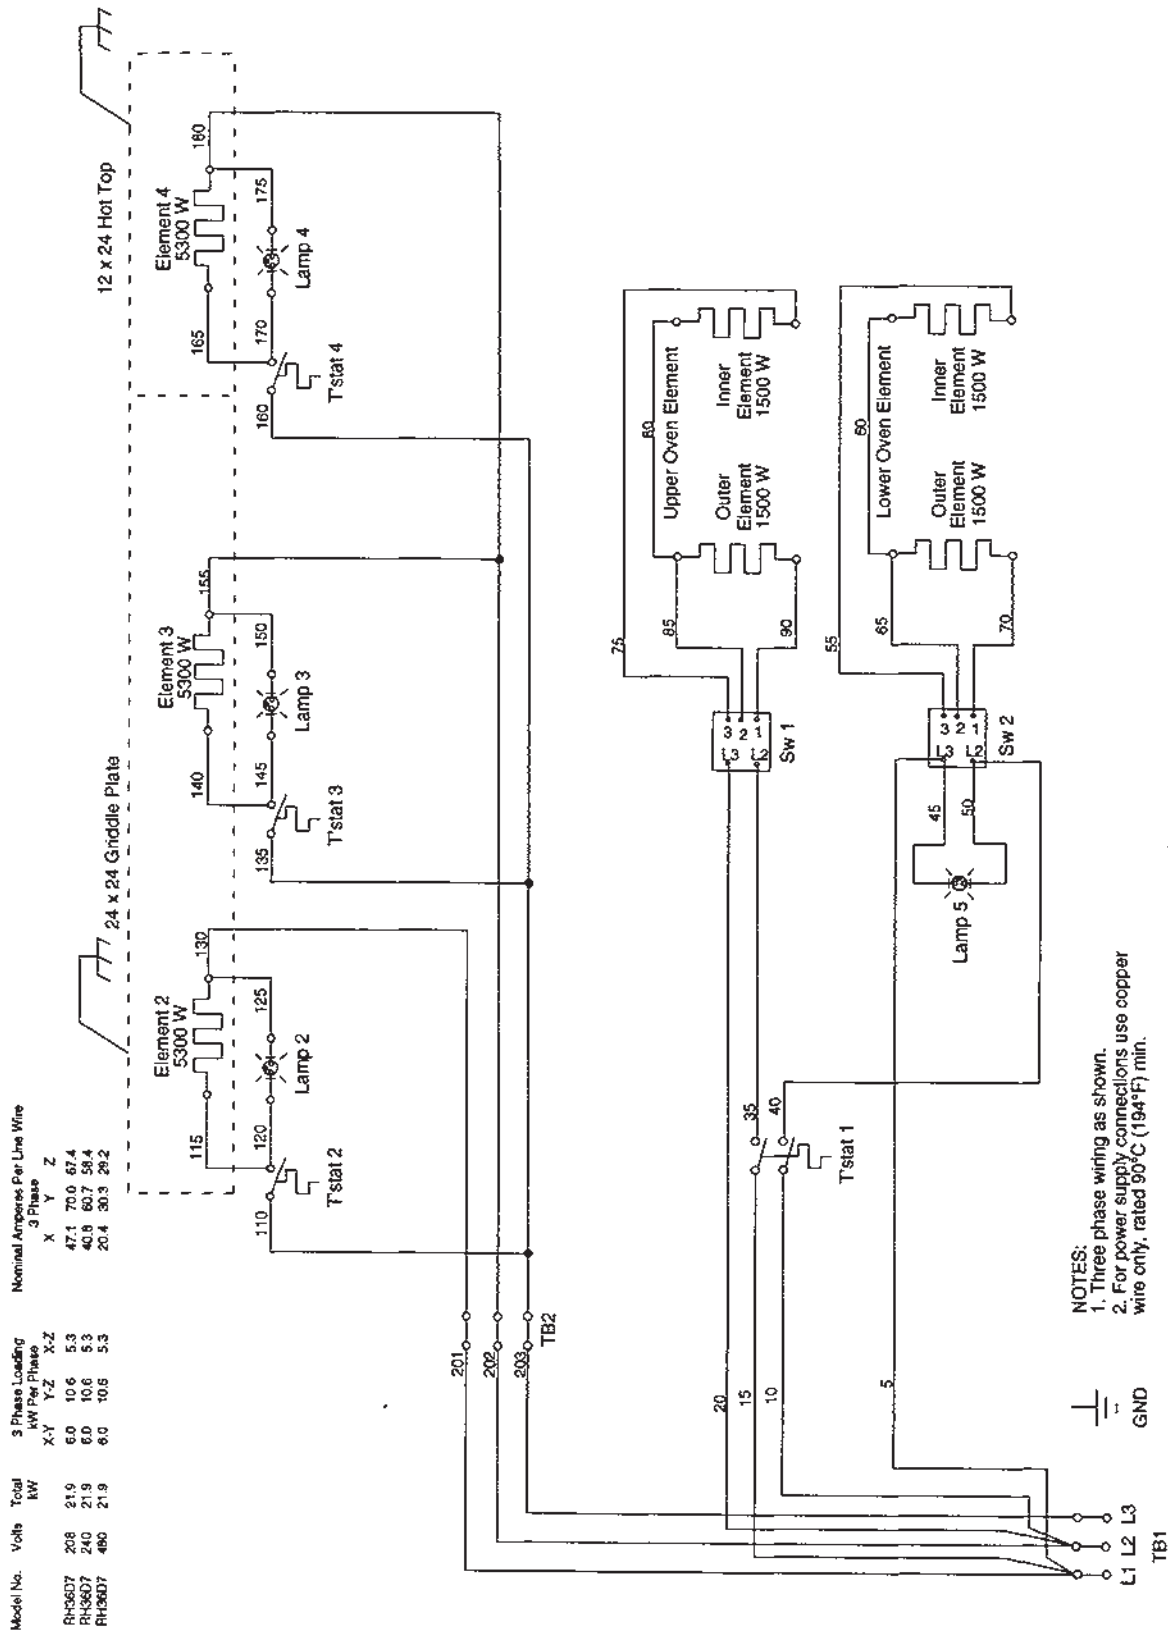 Model No. Volts Total kW 3 Phase Loading kW Per Phase Nominal Amperes Per Line Wire 3 Phase
X-Y Y-Z X-Z X Y Z
RH36D7 208 21.9 6.0 10.6 5.3 47.1 70.0 67.4
RH36D7 240 21.9 6.0 10.6 5.3 40.8 60.7 58.4
RH36D7 480 21.9 6.0 10.6 5.3 20.4 30.3 29.2
24 x 24 Griddle Plate
12 x 24 Hot Top
Element 2
5300 W
Element 3
5300 W
Element 4
5300 W
115
130
140
155
165
180
120
125
145
150
170
175
Lamp 2
Lamp 3
Lamp 4
110
135
160
T'stat 2
T'stat 3
T'stat 4
201
202
203
TB2
75
80
Upper Oven Element
85
90
Outer
Element
1500 W
Inner
Element
1500 W
3 2 1
L3 L2
Sw 1
20
15
10
5
35
40
T'stat 1
55
60
Lower Oven Element
65
70
Outer
Element
1500 W
Inner
Element
1500 W
3 2 1
L3 L2
Sw 2
45
50
Lamp 5
L1 L2 L3
TB1
GND
NOTES:
1. Three phase wiring as shown.
2. For power supply connections use copper
wire only, rated 90°C (194°F) min.